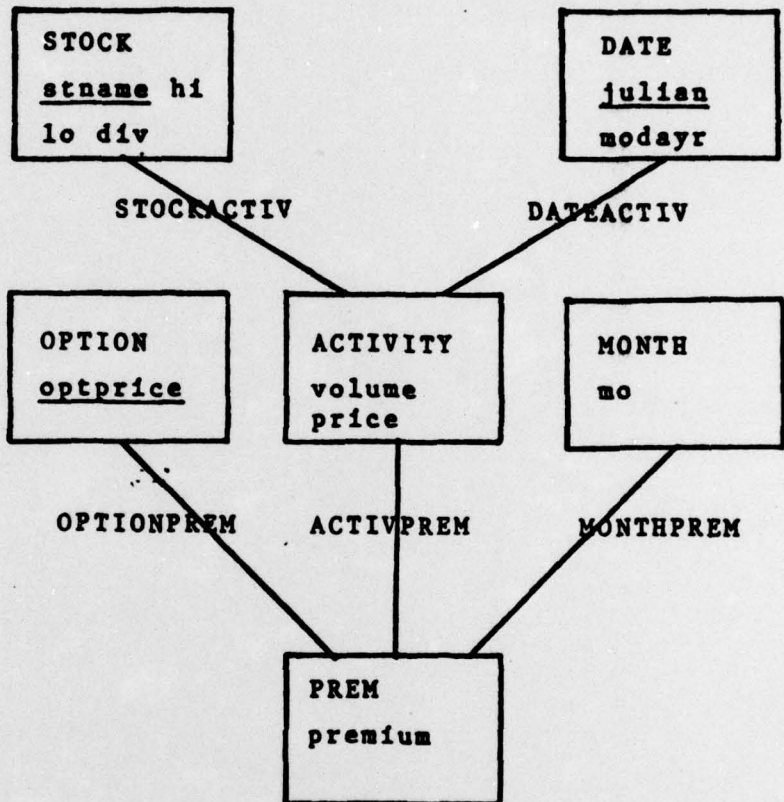 STOCK
stname hi
lo div
DATE
julian
modayr
STOCKACTIV
DATEACTIV
OPTION
optprice
ACTIVITY
volume
price
MONTH
mo
OPTIONPREM
ACTIVPREM
MONTHPREM
PREM
premium